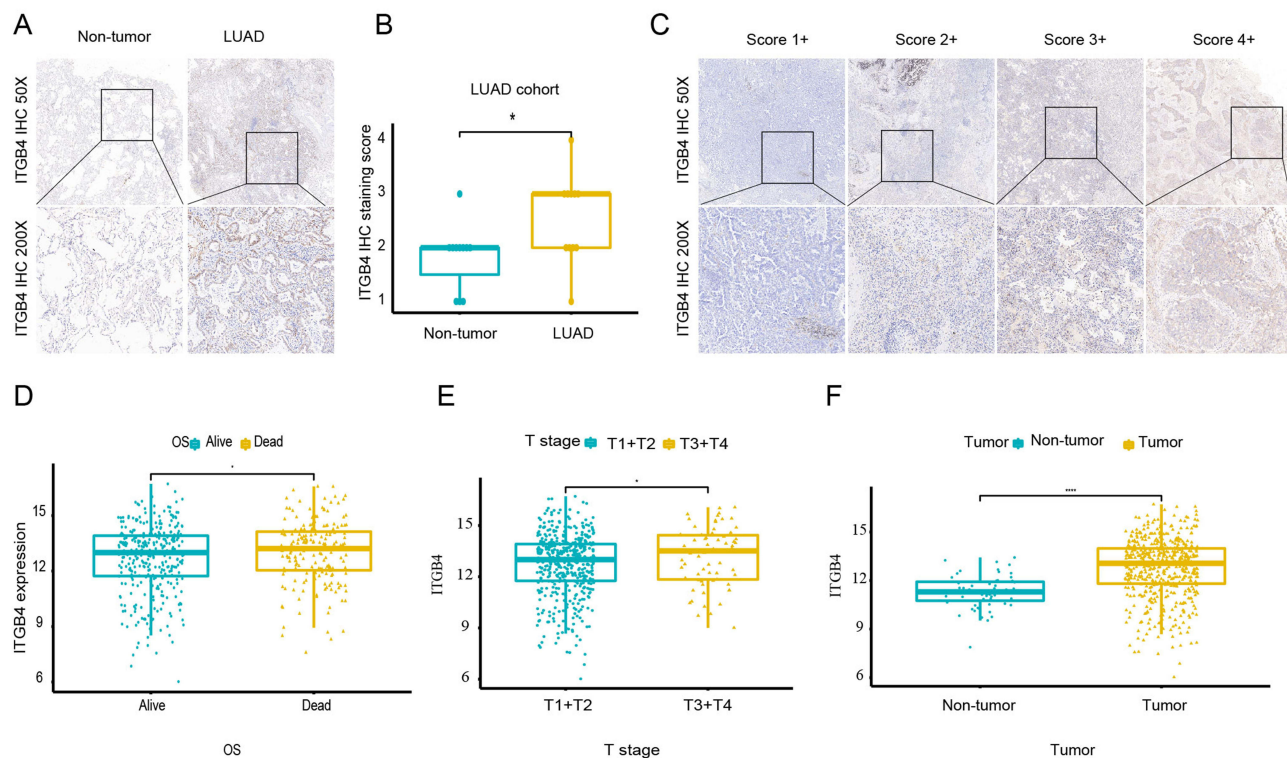 A
Non-tumor
LUAD
ITGB4 IHC 50X
ITGB4 IHC 200X
B
LUAD cohort
*
ITGB4 IHC staining score
4
3
2
1
Non-tumor
LUAD
C
Score 1+
Score 2+
Score 3+
Score 4+
ITGB4 IHC 50X
ITGB4 IHC 200X
D
OS Alive Dead
*
ITGB4 expression
15
12
9
6
Alive
Dead
OS
E
T stage T1+T2 T3+T4
*
ITGB4
15
12
9
6
T1+T2
T3+T4
T stage
F
Tumor Non-tumor Tumor
****
ITGB4
15
12
9
6
Non-tumor
Tumor
Tumor